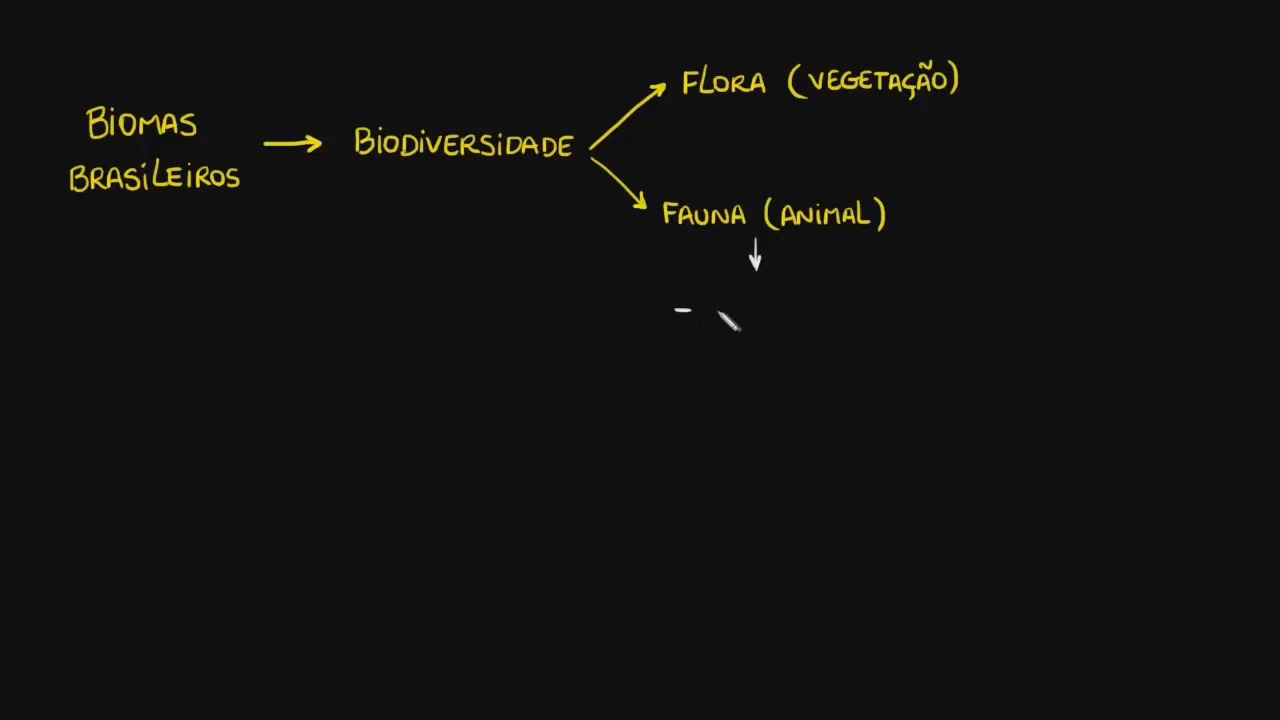 BIOMAS
BRASILEIROS
BIODIVERSIDADE
FLORA (VEGETAÇÃO)
FAUNA (ANIMAL)
-